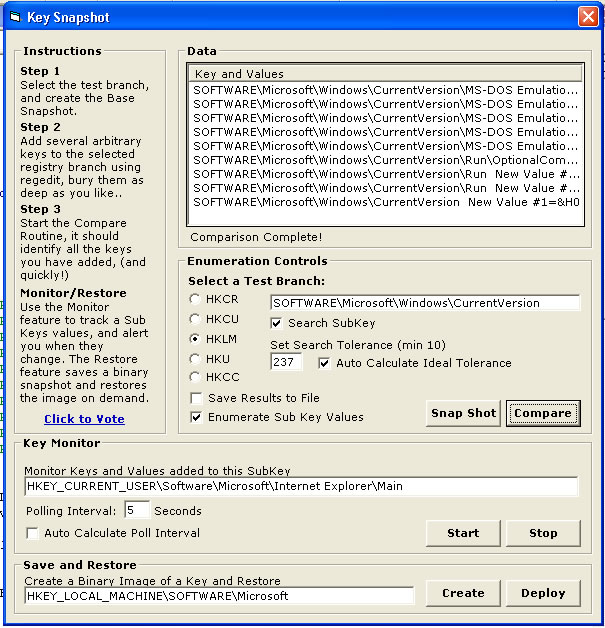 Key Snapshot
Instructions
Step 1
Select the test branch,
and create the Base
Snapshot.
Step 2
Add several arbitrary
keys to the selected
registry branch using
regedit, bury them as
deep as you like..
Step 3
Start the Compare
Routine, it should
identify all the keys
you have added, (and
quickly!)
Monitor/Restore
Use the Monitor
feature to track a Sub
Keys values, and alert
you when they
change. The Restore
feature saves a binary
snapshot and restores
the image on demand.
Click to Vote
Data
Key and Values
SOFTWARE\Microsoft\Windows\CurrentVersion\MS-DOS Emulatio...
SOFTWARE\Microsoft\Windows\CurrentVersion\MS-DOS Emulatio...
SOFTWARE\Microsoft\Windows\CurrentVersion\MS-DOS Emulatio...
SOFTWARE\Microsoft\Windows\CurrentVersion\MS-DOS Emulatio...
SOFTWARE\Microsoft\Windows\CurrentVersion\MS-DOS Emulatio...
SOFTWARE\Microsoft\Windows\CurrentVersion\Run\OptionalCom...
SOFTWARE\Microsoft\Windows\CurrentVersion\Run New Value #...
SOFTWARE\Microsoft\Windows\CurrentVersion\Run New Value #...
SOFTWARE\Microsoft\Windows\CurrentVersion New Value #1=&H0
Comparison Complete!
Enumeration Controls
Select a Test Branch:
HKCR
HKCU
HKLM
HKU
HKCC
SOFTWARE\Microsoft\Windows\CurrentVersion
Search SubKey
Set Search Tolerance (min 10)
237 Auto Calculate Ideal Tolerance
Save Results to File
Enumerate Sub Key Values
Snap Shot Compare
Key Monitor
Monitor Keys and Values added to this SubKey
HKEY_CURRENT_USER\Software\Microsoft\Internet Explorer\Main
Polling Interval: 5 Seconds
Auto Calculate Poll Interval
Start Stop
Save and Restore
Create a Binary Image of a Key and Restore
HKEY_LOCAL_MACHINE\SOFTWARE\Microsoft
Create Deploy